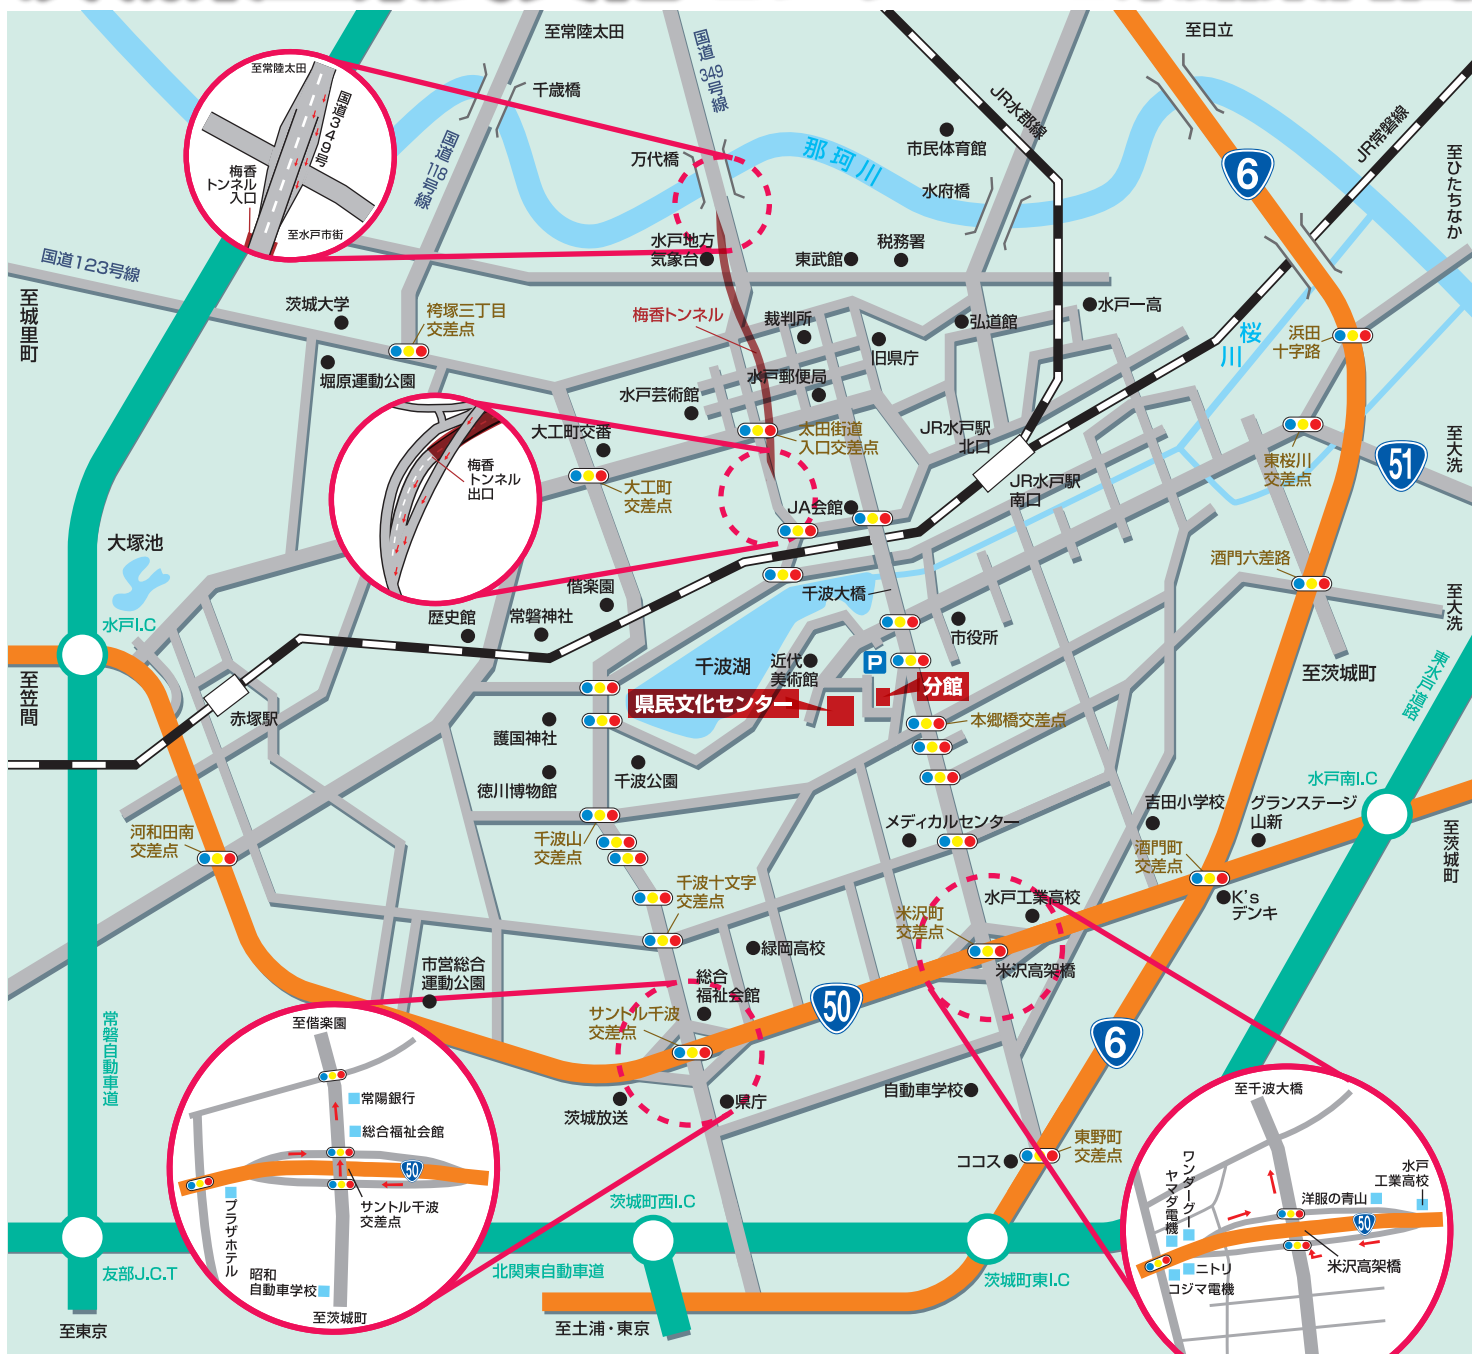 至常陸太田
国道349号線
至日立
至常陸太田
国道349号
梅香
トンネル
入口
至水戸市街
千歳橋
国道118号線
万代橋
那珂川
市民体育館
水府橋
JR水郡線
JR常磐線
6
至ひたちなか
国道123号線
至城里町
水戸地方
気象台
東武館
税務署
茨城大学
袴塚三丁目
交差点
堀原運動公園
梅香トンネル
裁判所
旧県庁
弘道館
水戸一高
桜川
浜田
十字路
水戸郵便局
水戸芸術館
大工町交番
太田街道
入口交差点
JR水戸駅
北口
JR水戸駅
南口
東桜川
交差点
51
至大洗
梅香
トンネル
出口
大工町
交差点
JA会館
大塚池
水戸I.C
偕楽園
常磐神社
歴史館
千波大橋
酒門六差路
至大洗
市役所
千波湖
近代
美術館
P
分館
県民文化センター
至茨城町
東水戸道路
至笠間
赤塚駅
護国神社
徳川博物館
千波公園
本郷橋交差点
水戸南I.C
河和田南
交差点
千波山
交差点
メディカルセンター
吉田小学校
グランステージ
山新
酒門町
交差点
至茨城町
K's
デンキ
千波十文字
交差点
米沢町
交差点
水戸工業高校
米沢高架橋
緑岡高校
市営総合
運動公園
総合
福祉会館
サントル千波
交差点
50
6
常磐自動車道
至偕楽園
常陽銀行
総合福祉会館
50
サントル千波
交差点
プラザホテル
昭和
自動車学校
至茨城町
茨城放送
県庁
自動車学校
ココス
東野町
交差点
至千波大橋
ワンダーグー
ヤマダ電機
洋服の青山
水戸
工業高校
50
米沢高架橋
ニトリ
コジマ電機
茨城町西I.C
友部J.C.T
北関東自動車道
茨城町東I.C
至東京
至土浦・東京